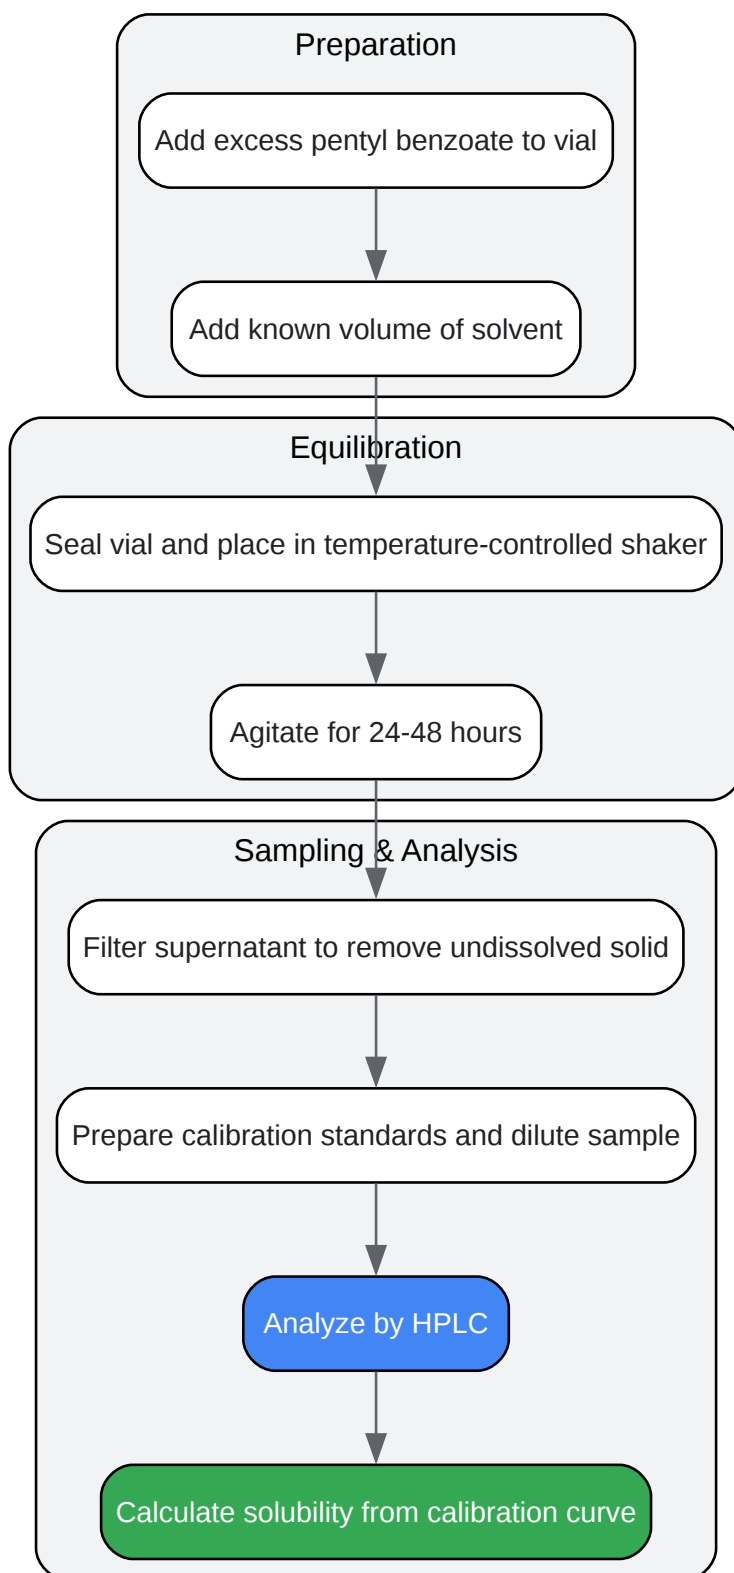 Preparation
Add excess pentyl benzoate to vial
Add known volume of solvent
Equilibration
Seal vial and place in temperature-controlled shaker
Agitate for 24-48 hours
Sampling & Analysis
Filter supernatant to remove undissolved solid
Prepare calibration standards and dilute sample
Analyze by HPLC
Calculate solubility from calibration curve